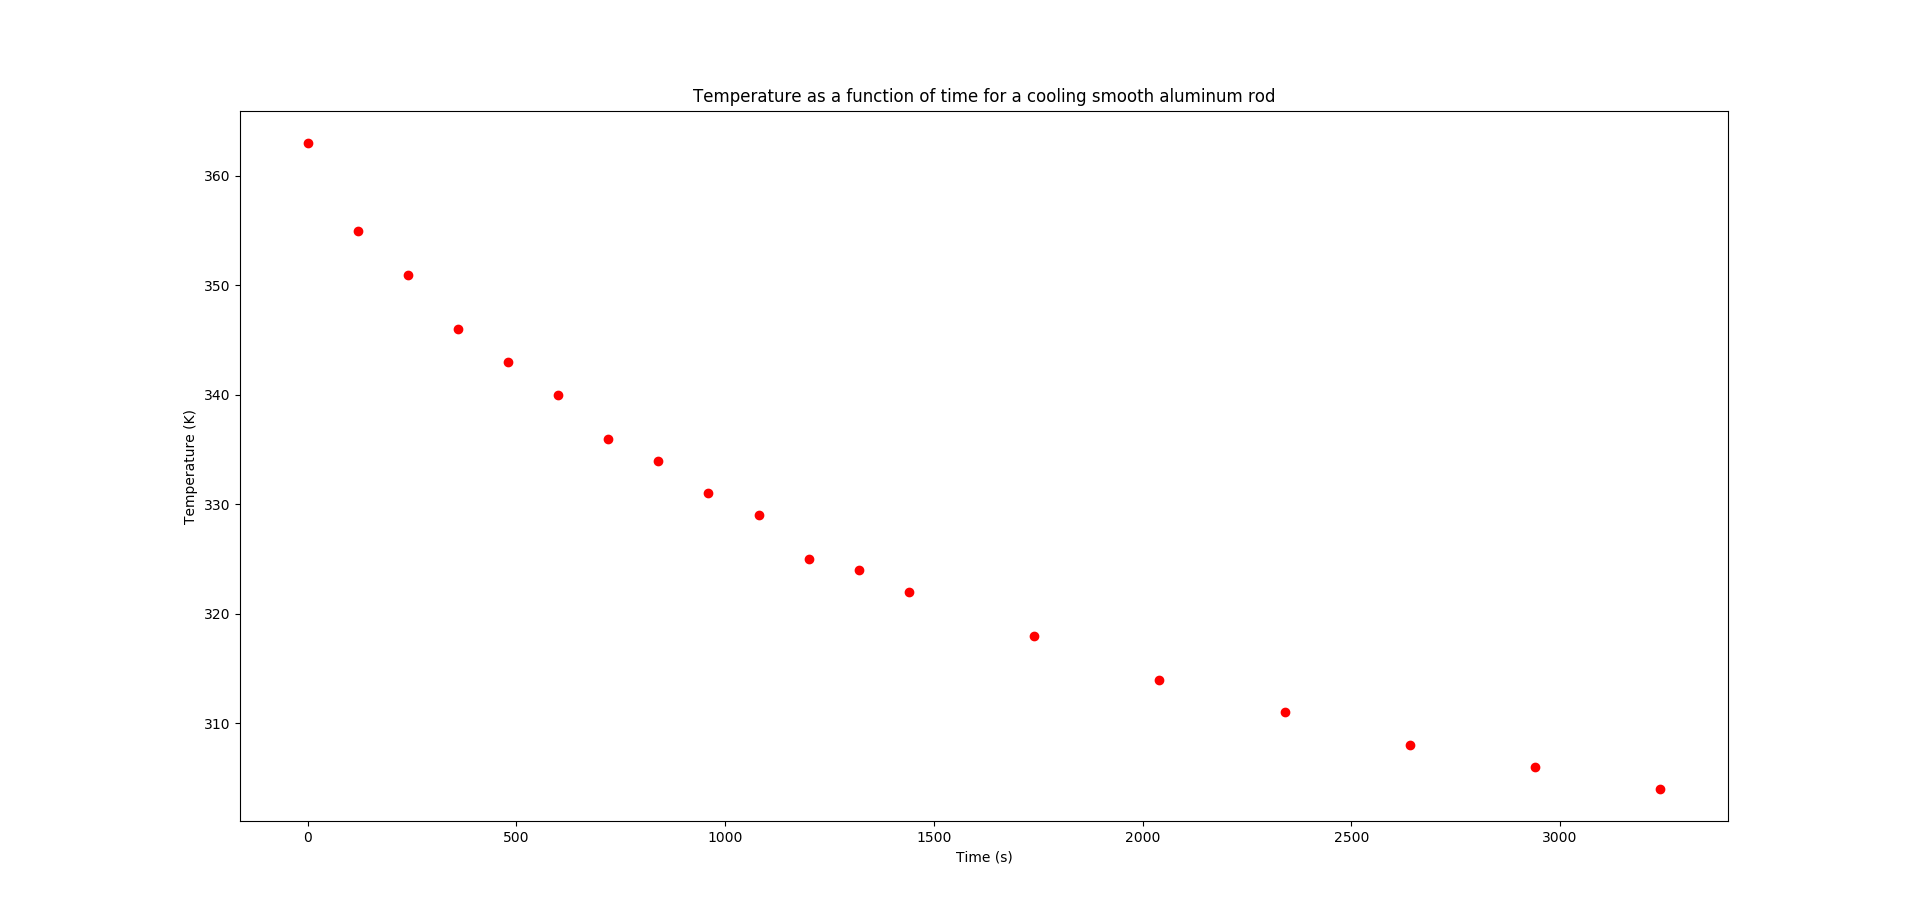 Temperature as a function of time for a cooling smooth aluminum rod
360
350
340
330
320
310
Temperature (K)
0 500 1000 1500 2000 2500 3000
Time (s)